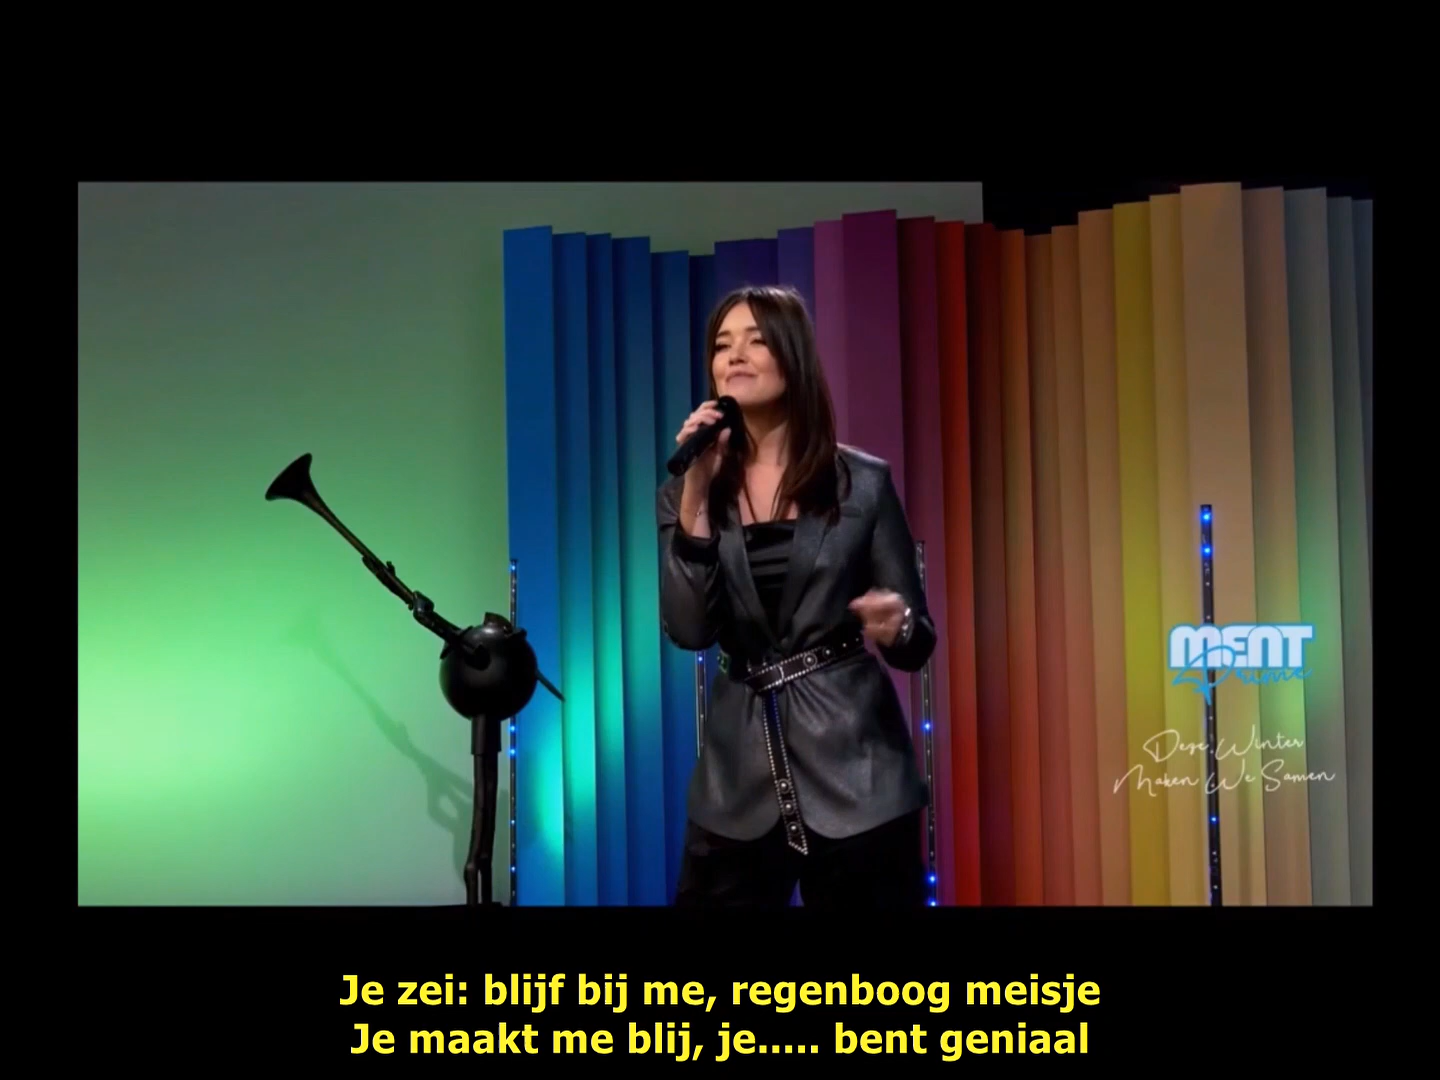 MENT
Prime
Deze Winter
Maken We Samen
Je zei: blijf bij me, regenboog meisje
Je maakt me blij, je..... bent geniaal